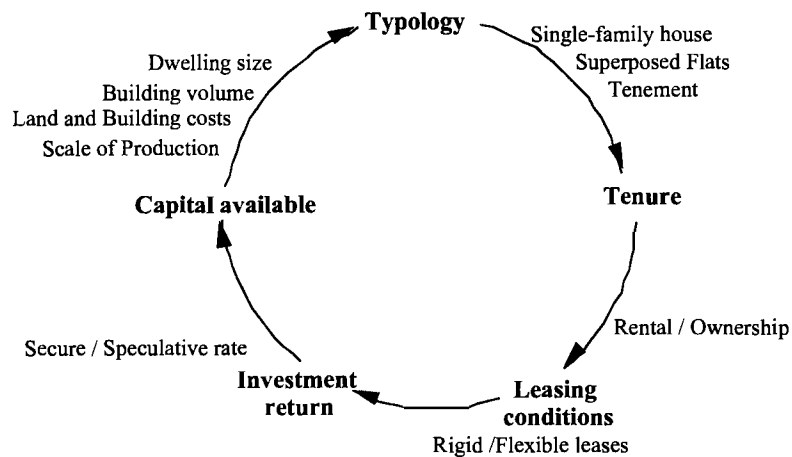 Typology
Single-family house
Superposed Flats
Tenement
Dwelling size
Building volume
Land and Building costs
Scale of Production
Capital available
Tenure
Rental / Ownership
Secure / Speculative rate
Investment
return
Leasing
conditions
Rigid /Flexible leases